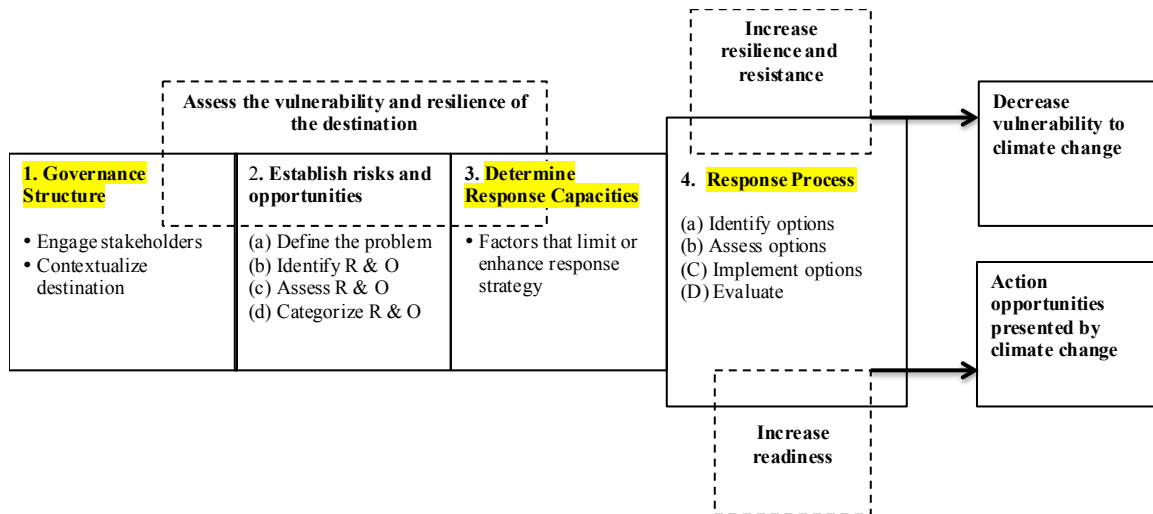 Increase
resilience and
resistance
Assess the vulnerability and resilience of
the destination
Decrease
vulnerability to
climate change
1. Governance
Structure
• Engage stakeholders
• Contextualize
destination
2. Establish risks and
opportunities
(a) Define the problem
(b) Identify R & O
(c) Assess R & O
(d) Categorize R & O
3. Determine
Response Capacities
• Factors that limit or
enhance response
strategy
4. Response Process
(a) Identify options
(b) Assess options
(C) Implement options
(D) Evaluate
Action
opportunities
presented by
climate change
Increase
readiness